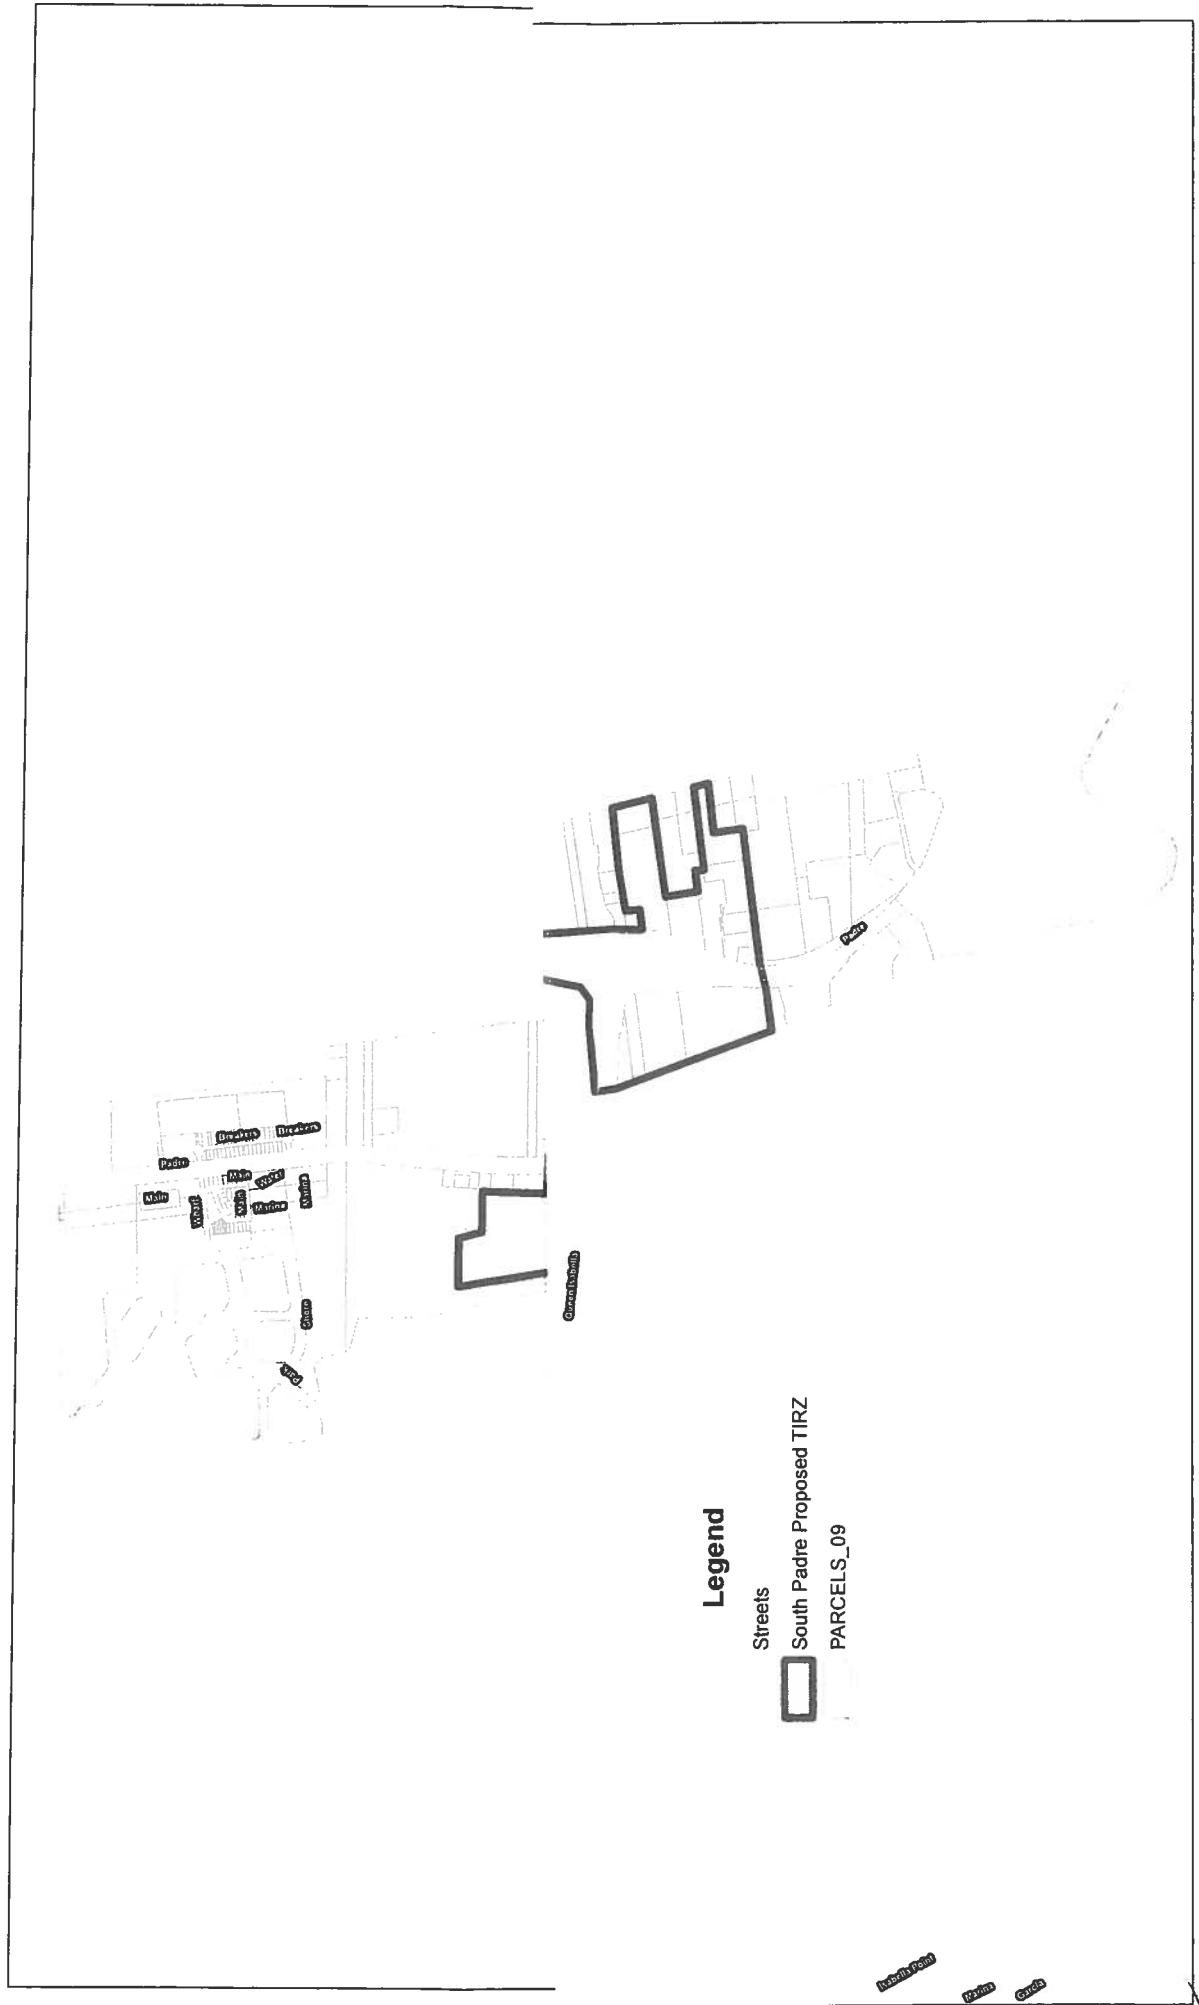 Padre
Breakers
Breakers
Main
Main
Water
Wharf
Main
Marina
Marina
Shore
Queen Isabella
Padre
Legend
Streets
South Padre Proposed TIRZ
PARCELS_09
Isabella Point
Marina
Garcia